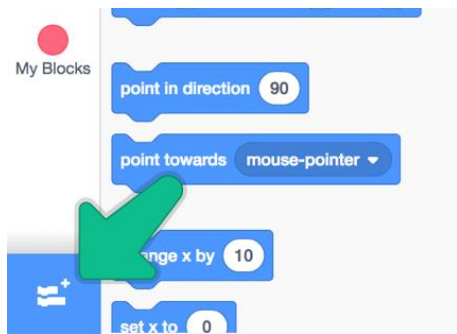 My Blocks
point in direction 90
point towards mouse-pointer
ange x by 10
set x to 0